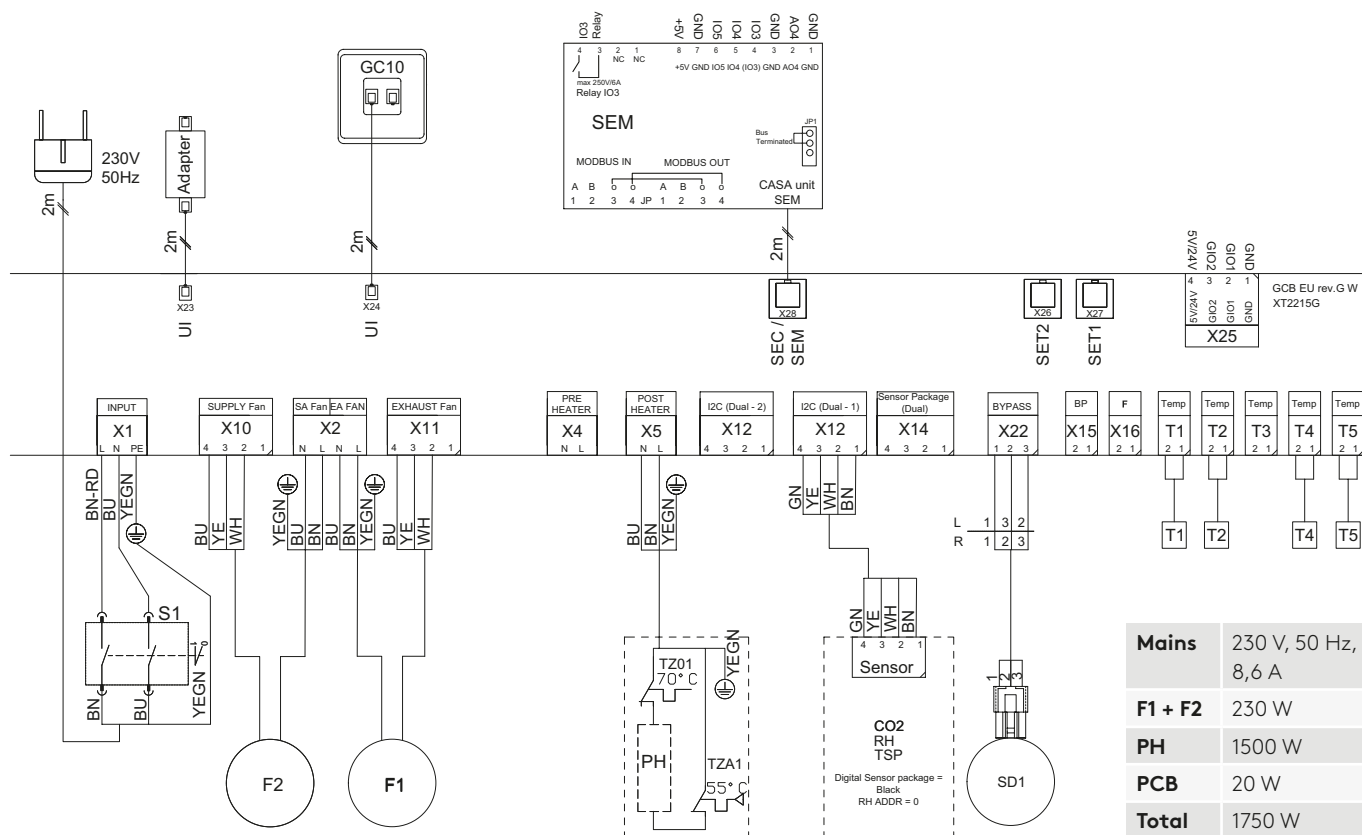 IO3 Relay +5V GND IO5 IO4 IO3 GND AO4 GND
4 3 2 1 8 7 6 5 4 3 2 1
NC NC
+5V GND IO5 IO4 (IO3) GND AO4 GND
max 250V/6A
Relay IO3
SEM
JP1
Bus
Terminated
MODBUS IN MODBUS OUT
A B o o A B o o
1 2 3 4 JP 1 2 3 4
CASA unit
SEM
GC10
230V
50Hz
Adapter
2m 2m 2m 2m
X23
UI
X24
UI
X28
SEC /
SEM
X26
SET2
X27
SET1
5V/24V GIO2 GIO1 GND
4 3 2 1
5V/24V GIO2 GIO1 GND
X25
GCB EU rev.G W
XT2215G
INPUT
X1
L N PE
SUPPLY Fan
X10
4 3 2 1
SA Fan EA FAN
X2
N L N L
EXHAUST Fan
X11
4 3 2 1
PRE
HEATER
X4
N L
POST
HEATER
X5
N L
I2C (Dual - 2)
X12
4 3 2 1
I2C (Dual - 1)
X12
4 3 2 1
Sensor Package
(Dual)
X14
4 3 2 1
BYPASS
X22
1 2 3
BP
X15
2 1
F
X16
2 1
Temp
T1
2 1
Temp
T2
2 1
Temp
T3
2 1
Temp
T4
2 1
Temp
T5
2 1
BN-RD BU YEGN
BU YE WH
YEGN BU BN BU BN YEGN
BU YE WH
BU BN YEGN
GN YE WH BN
L 1 3 2
R 1 2 3
T1 T2 T4 T5
S1
0
1
BN BU YEGN
F2
F1
TZ01
70° C
YEGN
PH
TZA1
55° C
GN YE WH BN
4 3 2 1
Sensor
CO2
RH
TSP
Digital Sensor package =
Black
RH ADDR = 0
1 2 3
SD1
Mains 230 V, 50 Hz,
8,6 A
F1 + F2 230 W
PH 1500 W
PCB 20 W
Total 1750 W